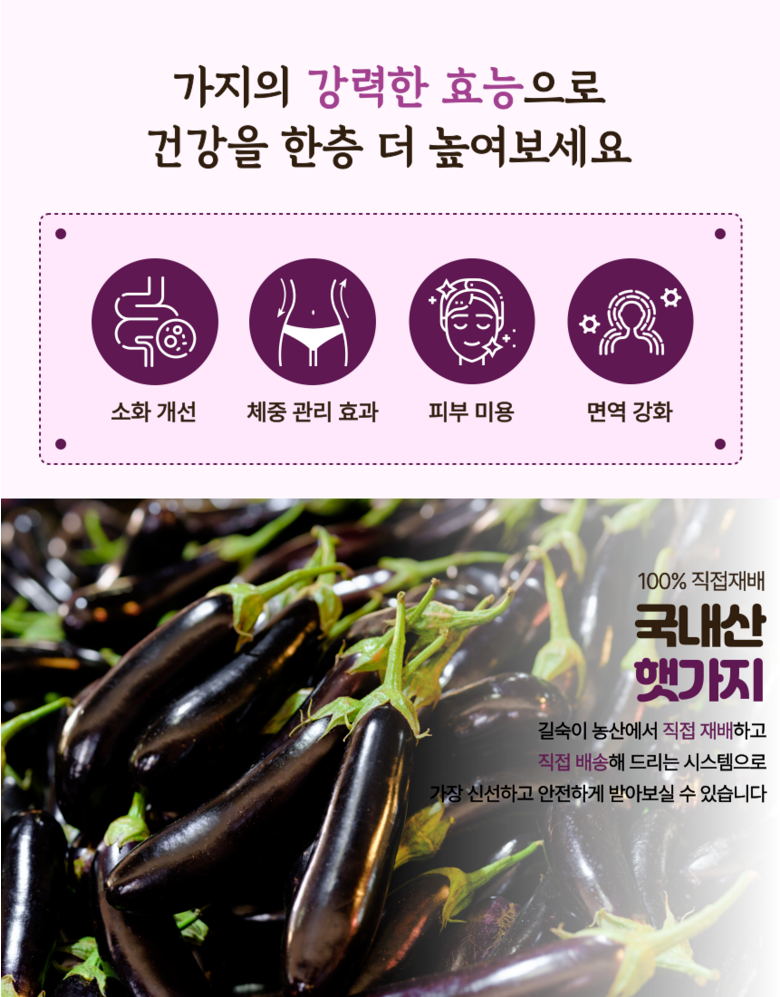 가지의 강력한 효능으로
건강을 한층 더 높여보세요
소화 개선
체중 관리 효과
피부 미용
면역 강화
100% 직접재배
국내산
햇가지
길숙이 농산에서 직접 재배하고
직접 배송해 드리는 시스템으로
가장 신선하고 안전하게 받아보실 수 있습니다